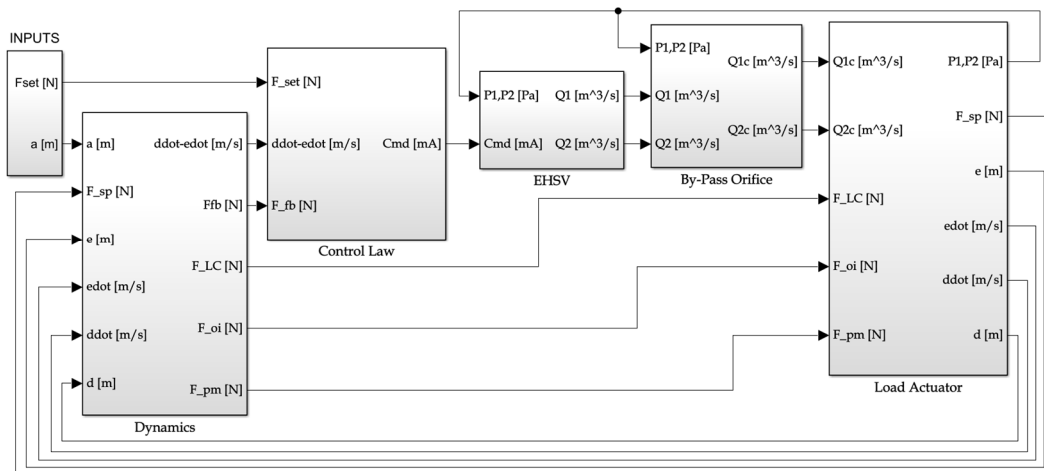 INPUTS
Fset [N]
a [m]
a [m]
F_sp [N]
e [m]
edot [m/s]
ddot [m/s]
d [m]
ddot-edot [m/s]
Ffb [N]
F_LC [N]
F_oi [N]
F_pm [N]
Dynamics
F_set [N]
ddot-edot [m/s]
F_fb [N]
Cmd [mA]
Control Law
P1,P2 [Pa]
Cmd [mA]
Q1 [m^3/s]
Q2 [m^3/s]
EHSV
P1,P2 [Pa]
Q1 [m^3/s]
Q2 [m^3/s]
Q1c [m^3/s]
Q2c [m^3/s]
By-Pass Orifice
Q1c [m^3/s]
Q2c [m^3/s]
F_LC [N]
F_oi [N]
F_pm [N]
P1,P2 [Pa]
F_sp [N]
e [m]
edot [m/s]
ddot [m/s]
d [m]
Load Actuator